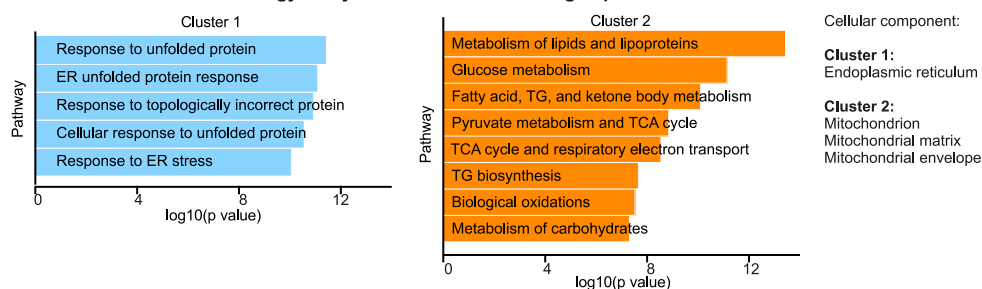 Cluster 1
Response to unfolded protein
ER unfolded protein response
Response to topologically incorrect protein
Cellular response to unfolded protein
Response to ER stress
Pathway
0 4 8 12
log10(p value)
Cluster 2
Metabolism of lipids and lipoproteins
Glucose metabolism
Fatty acid, TG, and ketone body metabolism
Pyruvate metabolism and TCA cycle
TCA cycle and respiratory electron transport
TG biosynthesis
Biological oxidations
Metabolism of carbohydrates
Pathway
0 4 8 12
log10(p value)
Cellular component:
Cluster 1:
Endoplasmic reticulum
Cluster 2:
Mitochondrion
Mitochondrial matrix
Mitochondrial envelope